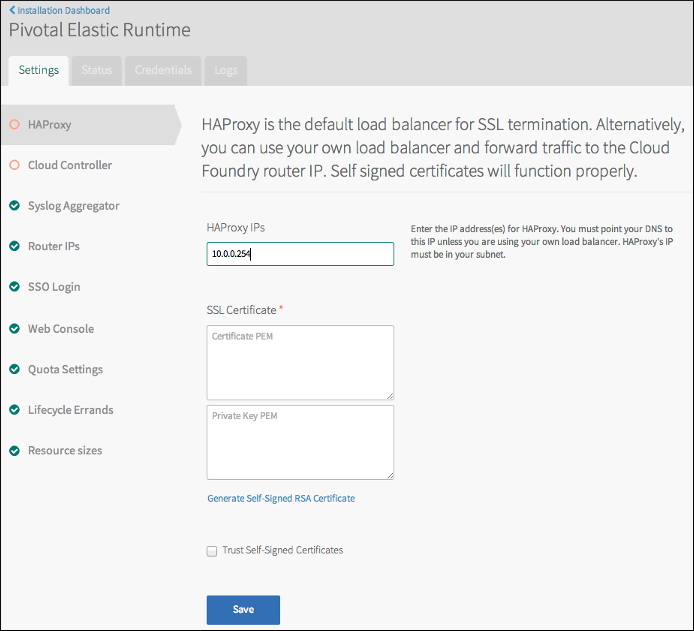 Installation Dashboard
Pivotal Elastic Runtime
Settings
Status
Credentials
Logs
HAProxy
Cloud Controller
Syslog Aggregator
Router IPs
SSO Login
Web Console
Quota Settings
Lifecycle Errands
Resource sizes
HAProxy is the default load balancer for SSL termination. Alternatively,
you can use your own load balancer and forward traffic to the Cloud
Foundry router IP. Self signed certificates will function properly.
HAProxy IPs
10.0.0.254
Enter the IP address(es) for HAProxy. You must point your DNS to
this IP unless you are using your own load balancer. HAProxy's IP
must be in your subnet.
SSL Certificate *
Certificate PEM
Private Key PEM
Generate Self-Signed RSA Certificate
Trust Self-Signed Certificates
Save